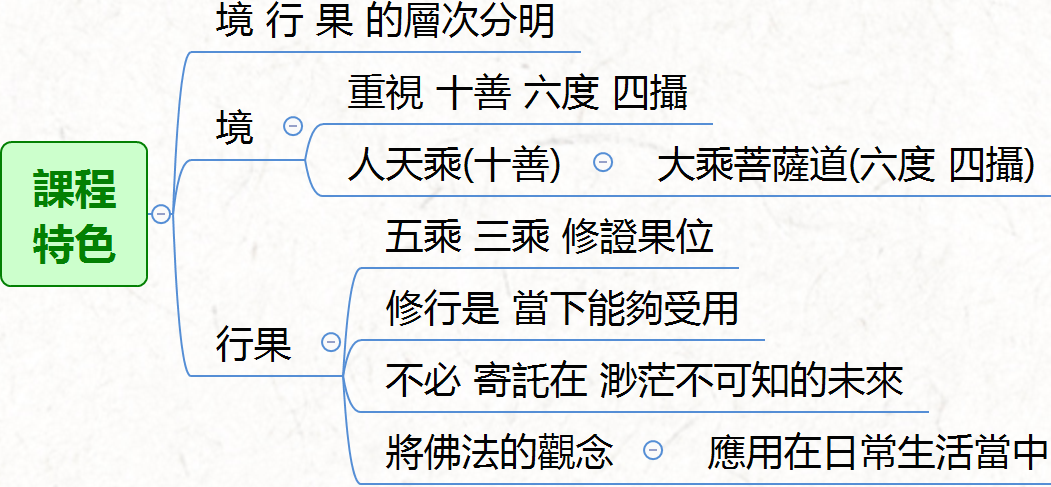 課程
特色
境 行 果 的層次分明
境
重視 十善 六度 四攝
人天乘(十善)
大乘菩薩道(六度 四攝)
行果
五乘 三乘 修證果位
修行是 當下能夠受用
不必 寄託在 渺茫不可知的未來
將佛法的觀念
應用在日常生活當中